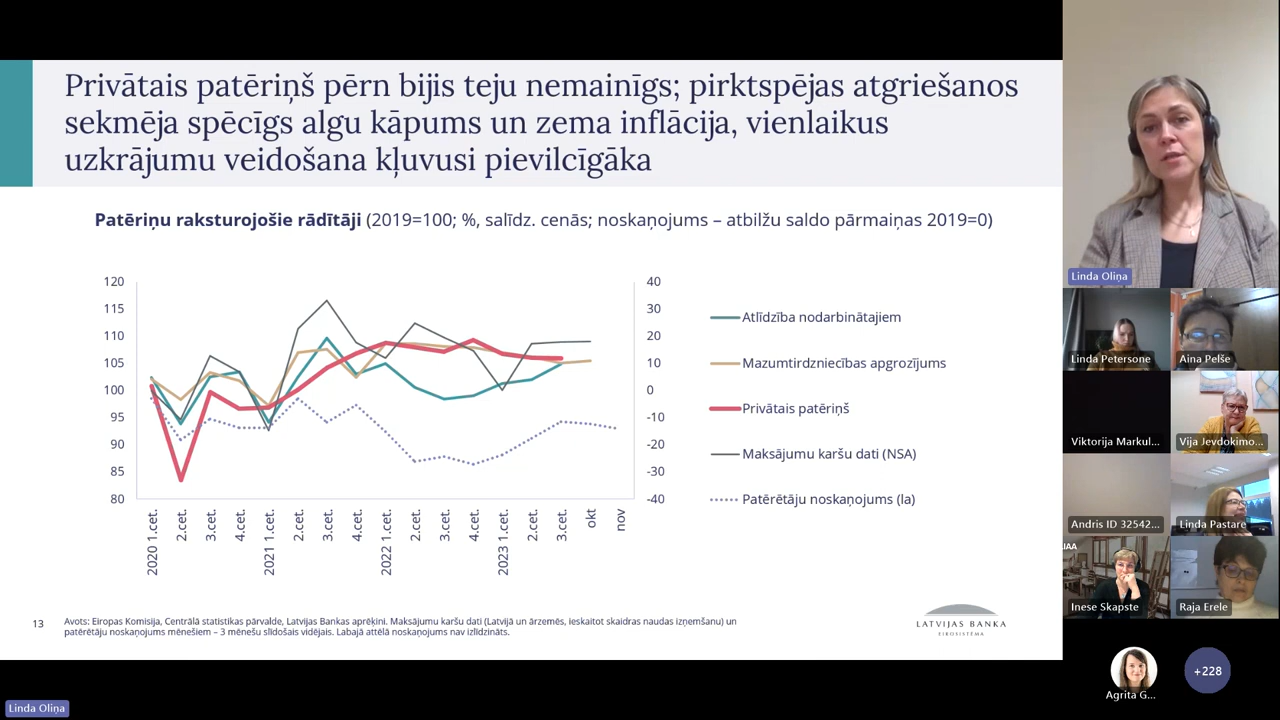 Privātais patēriņš pērn bijis teju nemainīgs; pirktspējas atgriešanos
sekmēja spēcīgs algu kāpums un zema inflācija, vienlaikus
uzkrājumu veidošana kļuvusi pievilcīgāka
Patēriņu raksturojošie rādītāji (2019=100; %, salīdz. cenās; noskaņojums – atbilžu saldo pārmaiņas 2019=0)
120
115
110
105
100
95
90
85
80
40
30
20
10
0
-10
-20
-30
-40
2020 1.cet.
2.cet.
3.cet.
4.cet.
2021 1.cet.
2.cet.
3.cet.
4.cet.
2022 1.cet.
2.cet.
3.cet.
4.cet.
2023 1.cet.
2.cet.
3.cet.
okt
nov
Atlīdzība nodarbinātajiem
Mazumtirdzniecības apgrozījums
Privātais patēriņš
Maksājumu karšu dati (NSA)
Patērētāju noskaņojums (la)
13
Avots: Eiropas Komisija, Centrālā statistikas pārvalde, Latvijas Bankas aprēķini. Maksājumu karšu dati (Latvijā un ārzemēs, ieskaitot skaidras naudas izņemšanu) un
patērētāju noskaņojums mēnešiem – 3 mēnešu slīdošais vidējais. Labajā attēlā noskaņojums nav izlīdzināts.
LATVIJAS BANKA
EIROSISTĒMA
Linda Oliņa
Linda Petersone
Aina Pelše
Viktorija Markul...
Vija Jevdokimo...
Andris ID 32542...
Linda Pastare
JAA
Inese Skapste
Raja Erele
Agrita G...
+228
Linda Oliņa